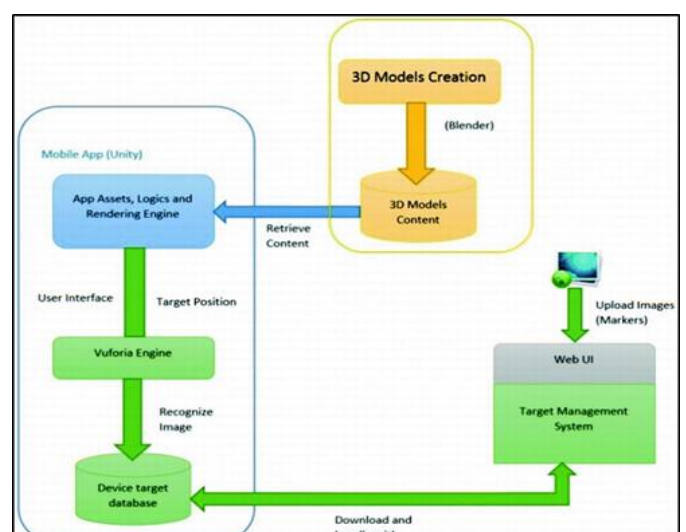 3D Models Creation
(Blender)
3D Models
Content
Mobile App (Unity)
App Assets, Logics and
Rendering Engine
Retrieve
Content
User Interface
Target Position
Vuforia Engine
Recognize
Image
Device target
database
Upload Images
(Markers)
Web UI
Target Management
System
Download and